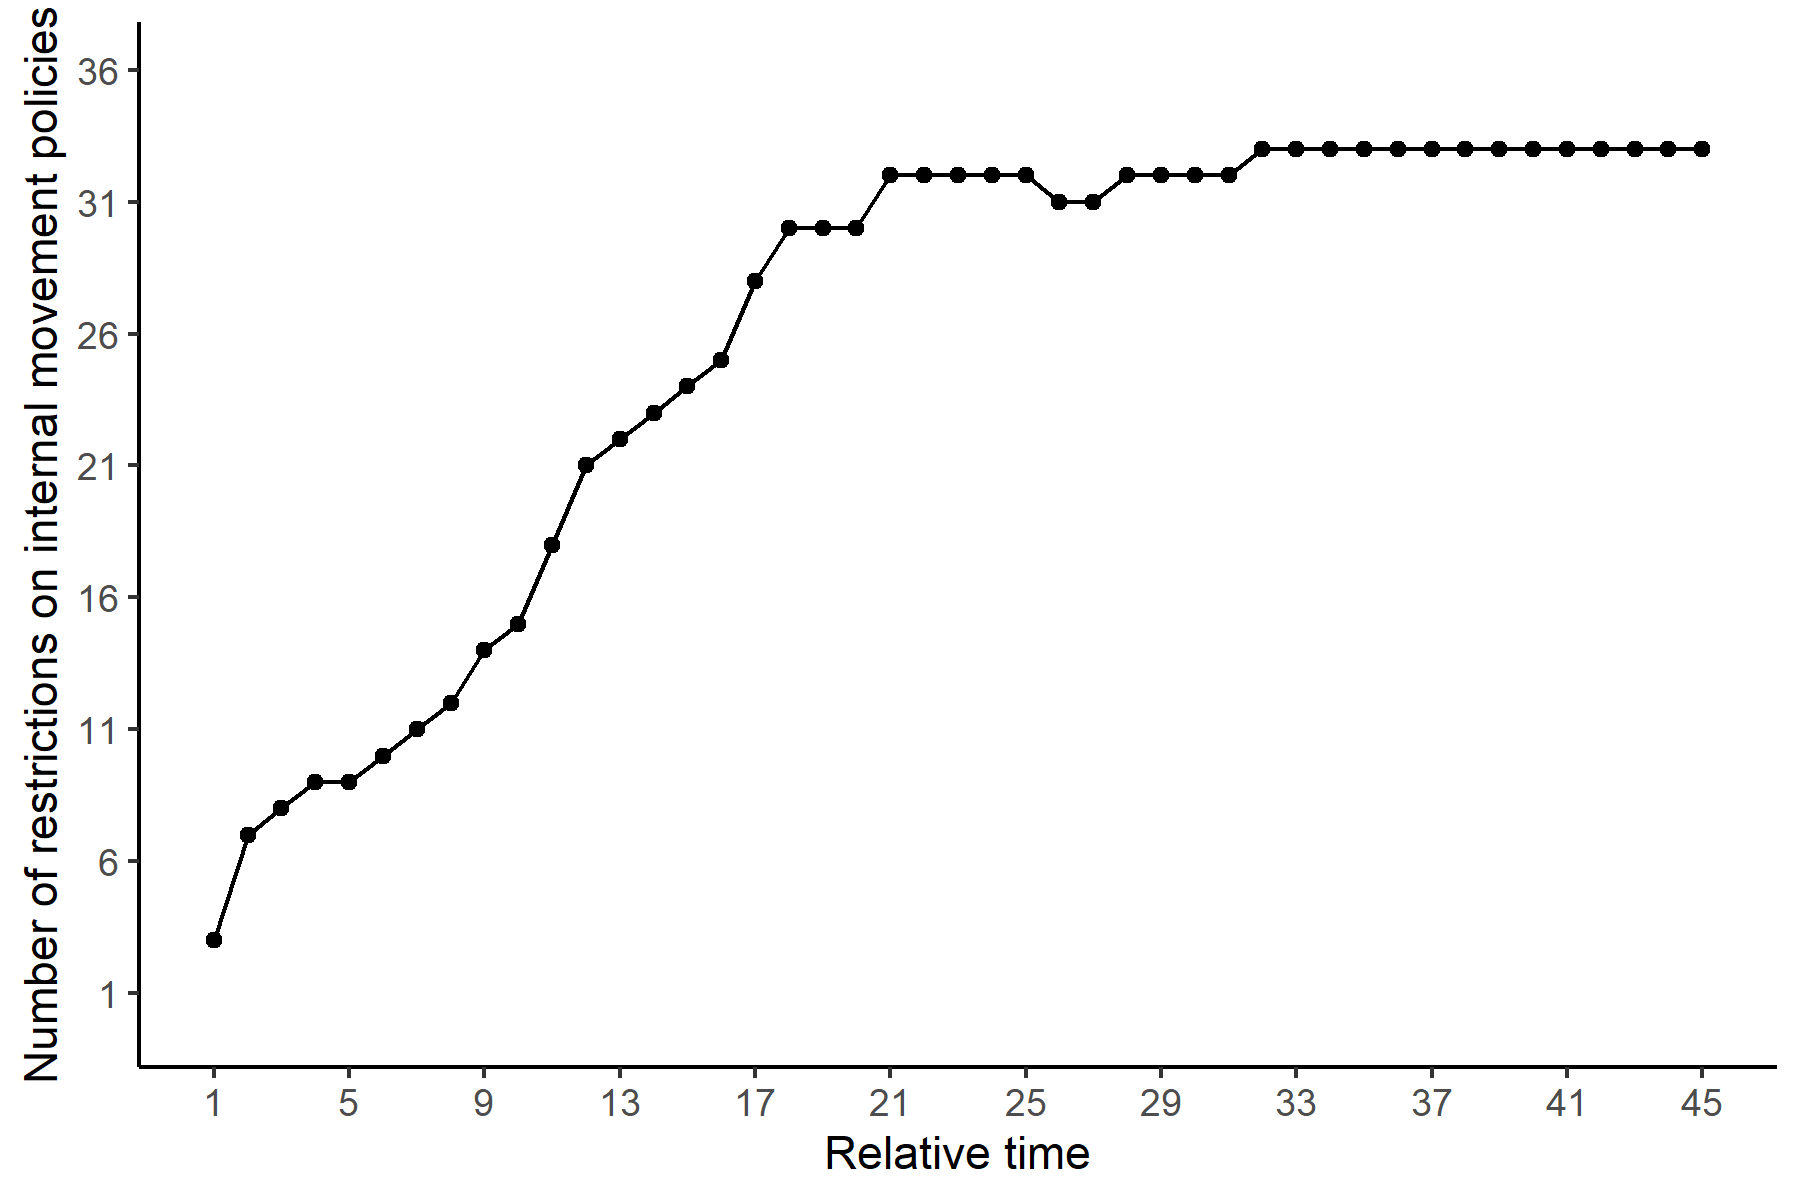 Number of restrictions on internal movement policies
36
31
26
21
16
11
6
1
1 5 9 13 17 21 25 29 33 37 41 45
Relative time